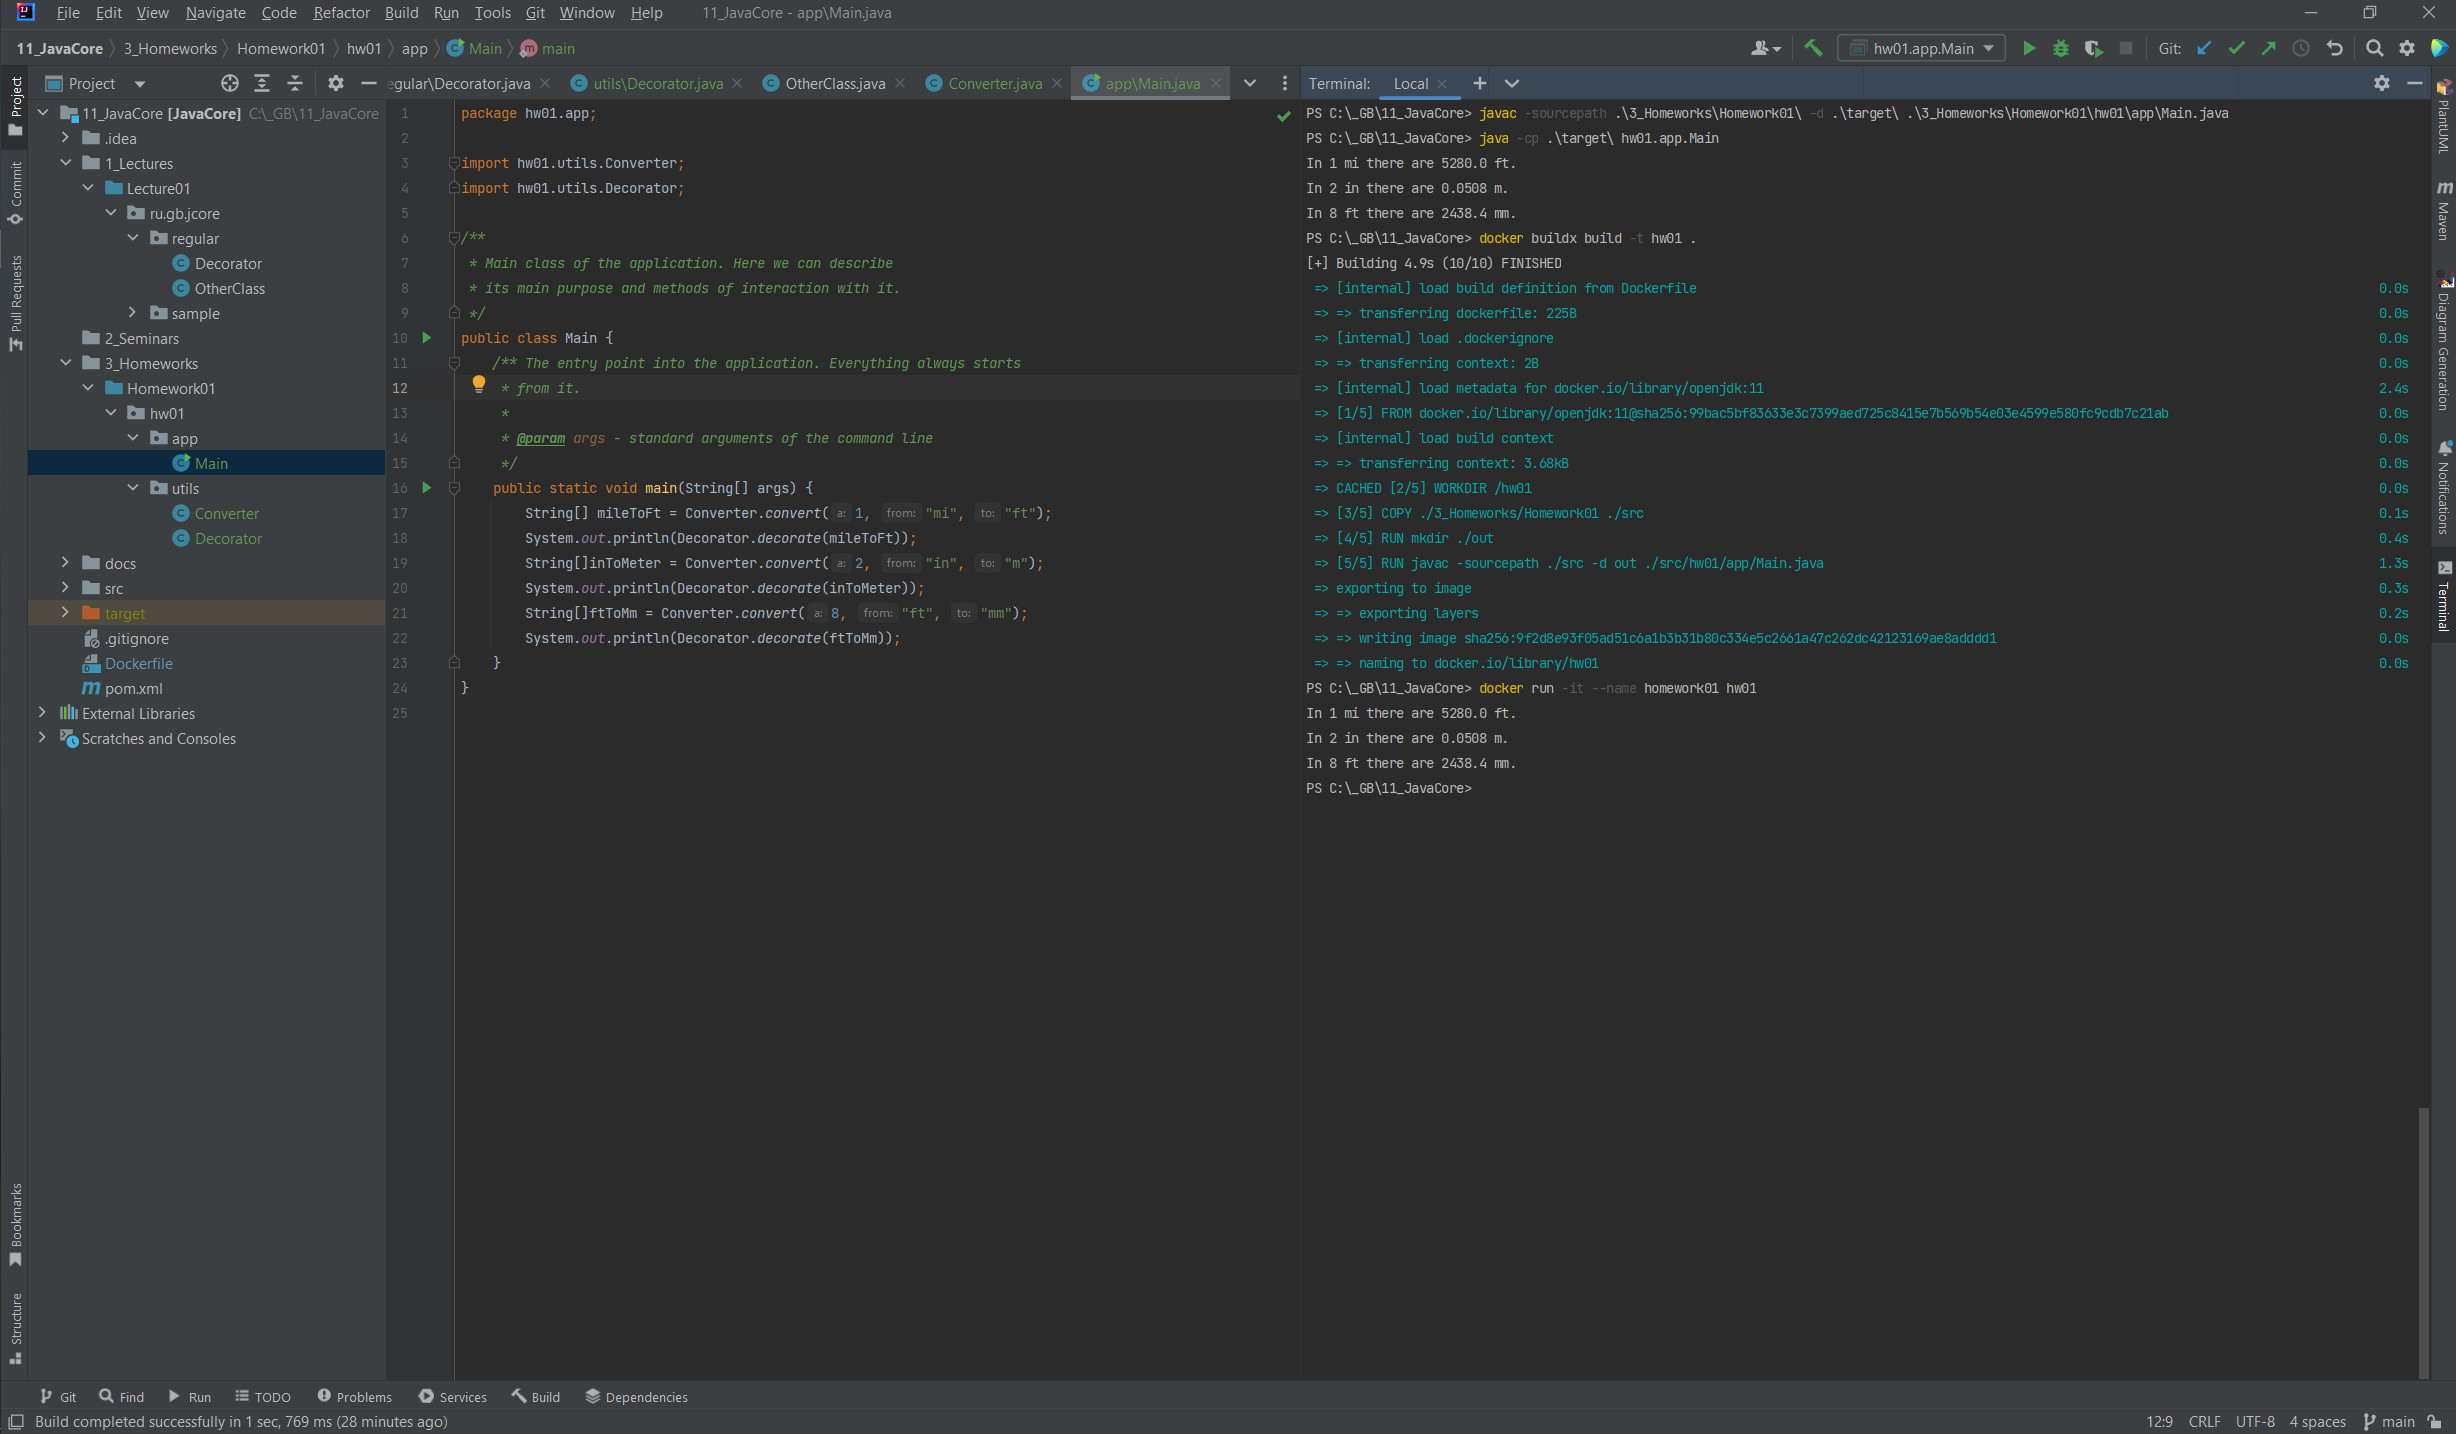 File Edit View Navigate Code Refactor Build Run Tools Git Window Help 11_JavaCore - app\Main.java
11_JavaCore 3_Homeworks Homework01 hw01 app Main main
hw01.app.Main Git:
Project
Commit
Pull Requests
Bookmarks
Structure
Project
11_JavaCore [JavaCore] C:\_GB\11_JavaCore
.idea
1_Lectures
Lecture01
ru.gb.jcore
regular
Decorator
OtherClass
sample
2_Seminars
3_Homeworks
Homework01
hw01
app
Main
utils
Converter
Decorator
docs
src
target
.gitignore
Dockerfile
pom.xml
External Libraries
Scratches and Consoles
egular\Decorator.java utils\Decorator.java OtherClass.java Converter.java app\Main.java
1 package hw01.app;
2
3 import hw01.utils.Converter;
4 import hw01.utils.Decorator;
5
6 /**
7 * Main class of the application. Here we can describe
8 * its main purpose and methods of interaction with it.
9 */
10 public class Main {
11 /** The entry point into the application. Everything always starts
12 * from it.
13 *
14 * @param args - standard arguments of the command line
15 */
16 public static void main(String[] args) {
17 String[] mileToFt = Converter.convert( a: 1, from: "mi", to: "ft");
18 System.out.println(Decorator.decorate(mileToFt));
19 String[]inToMeter = Converter.convert( a: 2, from: "in", to: "m");
20 System.out.println(Decorator.decorate(inToMeter));
21 String[]ftToMm = Converter.convert( a: 8, from: "ft", to: "mm");
22 System.out.println(Decorator.decorate(ftToMm));
23 }
24 }
25
Terminal: Local
PS C:\_GB\11_JavaCore> javac -sourcepath .\3_Homeworks\Homework01\ -d .\target\ .\3_Homeworks\Homework01\hw01\app\Main.java
PS C:\_GB\11_JavaCore> java -cp .\target\ hw01.app.Main
In 1 mi there are 5280.0 ft.
In 2 in there are 0.0508 m.
In 8 ft there are 2438.4 mm.
PS C:\_GB\11_JavaCore> docker buildx build -t hw01 .
[+] Building 4.9s (10/10) FINISHED
=> [internal] load build definition from Dockerfile 0.0s
=> => transferring dockerfile: 225B 0.0s
=> [internal] load .dockerignore 0.0s
=> => transferring context: 2B 0.0s
=> [internal] load metadata for docker.io/library/openjdk:11 2.4s
=> [1/5] FROM docker.io/library/openjdk:11@sha256:99bac5bf83633e3c7399aed725c8415e7b569b54e03e4599e580fc9cdb7c21ab 0.0s
=> [internal] load build context 0.0s
=> => transferring context: 3.68kB 0.0s
=> CACHED [2/5] WORKDIR /hw01 0.0s
=> [3/5] COPY ./3_Homeworks/Homework01 ./src 0.1s
=> [4/5] RUN mkdir ./out 0.4s
=> [5/5] RUN javac -sourcepath ./src -d out ./src/hw01/app/Main.java 1.3s
=> exporting to image 0.3s
=> => exporting layers 0.2s
=> => writing image sha256:9f2d8e93f05ad51c6a1b3b31b80c334e5c2661a47c262dc42123169ae8adddd1 0.0s
=> => naming to docker.io/library/hw01 0.0s
PS C:\_GB\11_JavaCore> docker run -it --name homework01 hw01
In 1 mi there are 5280.0 ft.
In 2 in there are 0.0508 m.
In 8 ft there are 2438.4 mm.
PS C:\_GB\11_JavaCore>
PlantUML
Maven
Diagram Generation
Notifications
Terminal
Git Find Run TODO Problems Services Build Dependencies
Build completed successfully in 1 sec, 769 ms (28 minutes ago) 12:9 CRLF UTF-8 4 spaces main